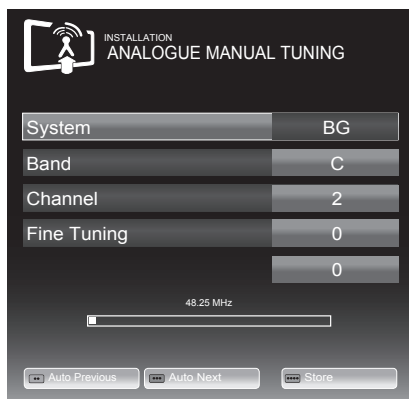 INSTALLATION
ANALOGUE MANUAL TUNING
System BG
Band C
Channel 2
Fine Tuning 0
0
48.25 MHz
Auto Previous Auto Next Store